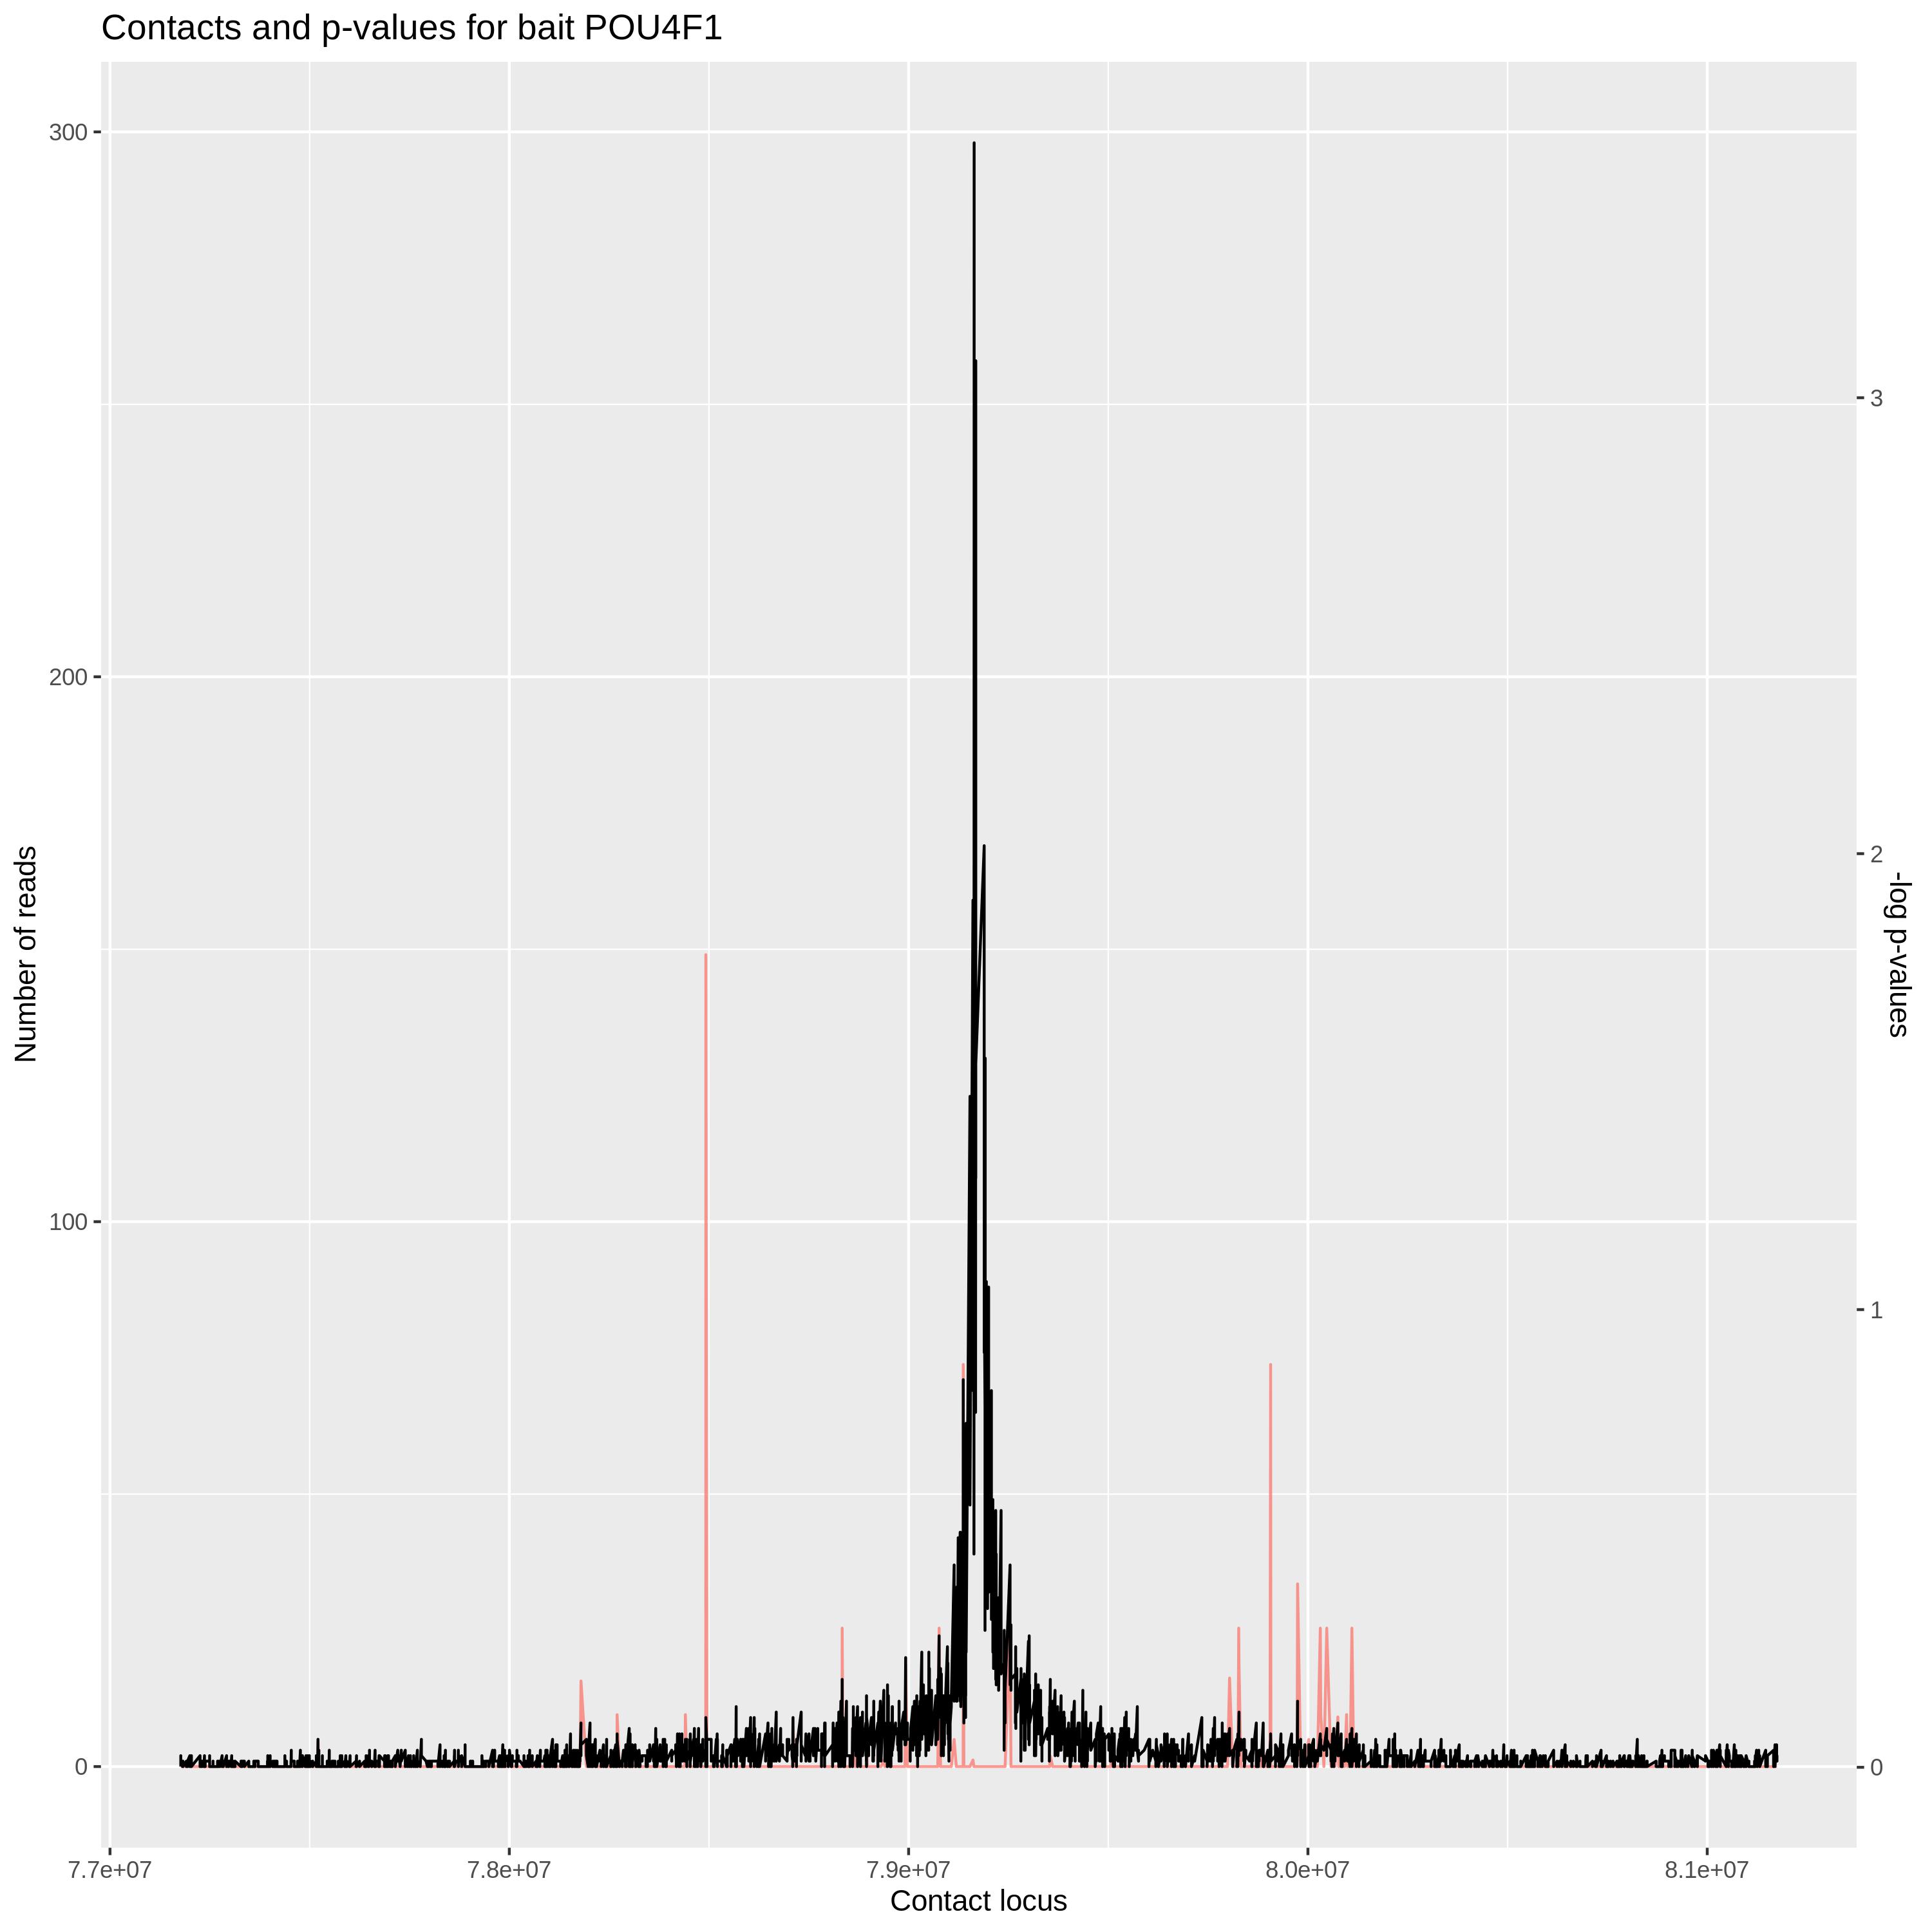 Contacts and p-values for bait POU4F1
300
200
100
0
3
2
1
0
Number of reads
-log p-values
7.7e+07 7.8e+07 7.9e+07 8.0e+07 8.1e+07
Contact locus